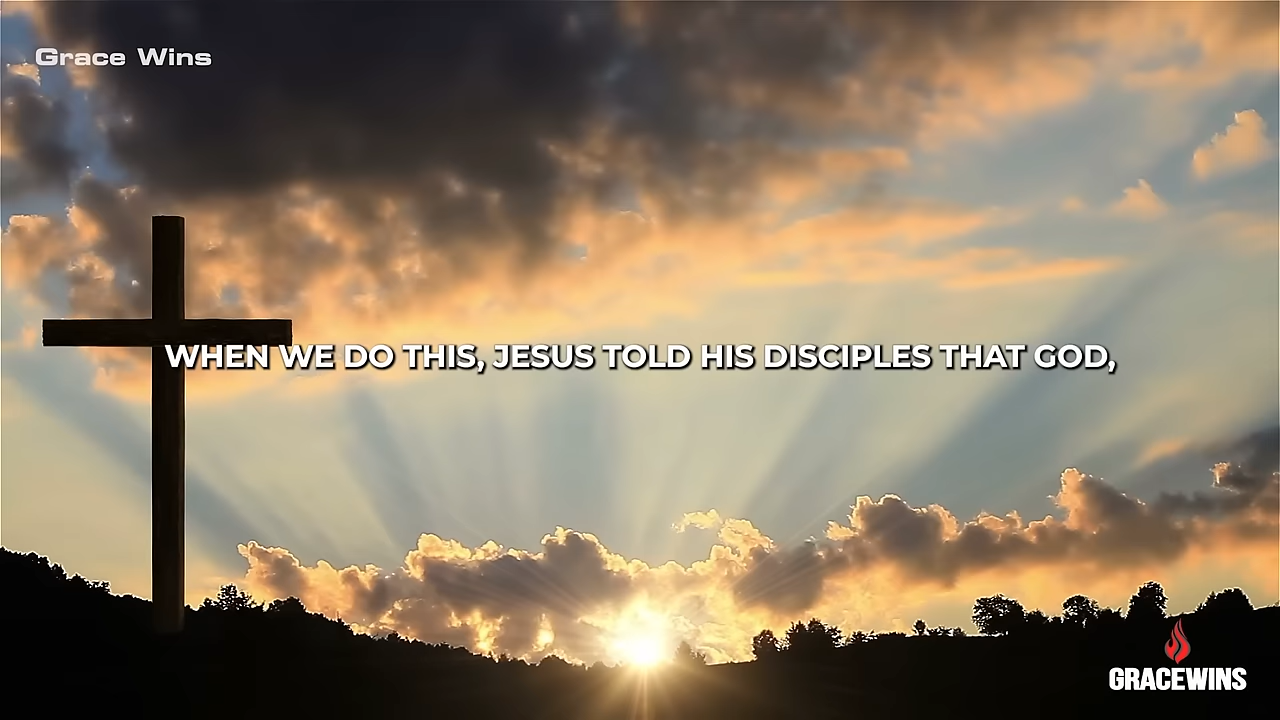 Grace Wins
WHEN WE DO THIS, JESUS TOLD HIS DISCIPLES THAT GOD,
GRACEWINS